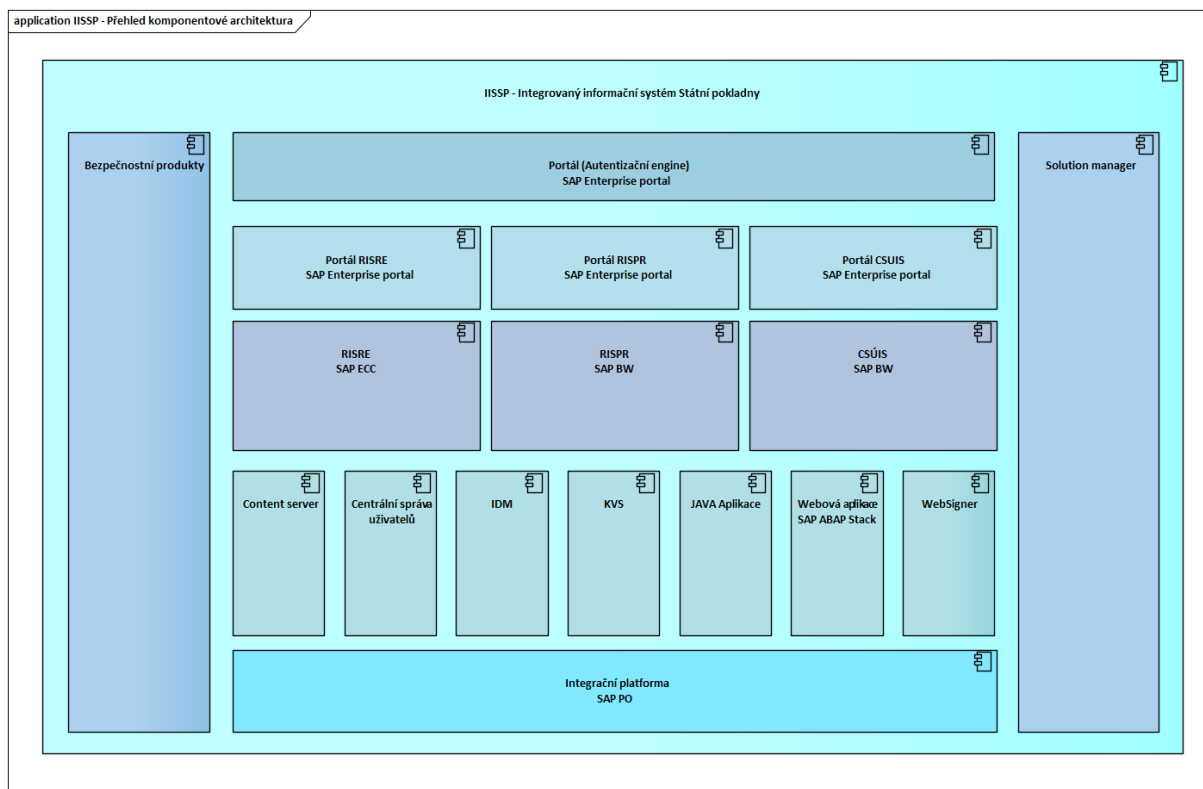 application IISSP - Přehled komponentové architektura
IISSP - Integrovaný informační systém Státní pokladny
Bezpečnostní produkty
Portál (Autentizační engine)
SAP Enterprise portal
Solution manager
Portál RISRE
SAP Enterprise portal
Portál RISPR
SAP Enterprise portal
Portál CSUIS
SAP Enterprise portal
RISRE
SAP ECC
RISPR
SAP BW
CSÚIS
SAP BW
Content server
Centrální správa
uživatelů
IDM
KVS
JAVA Aplikace
Webová aplikace
SAP ABAP Stack
WebSigner
Integrační platforma
SAP PO